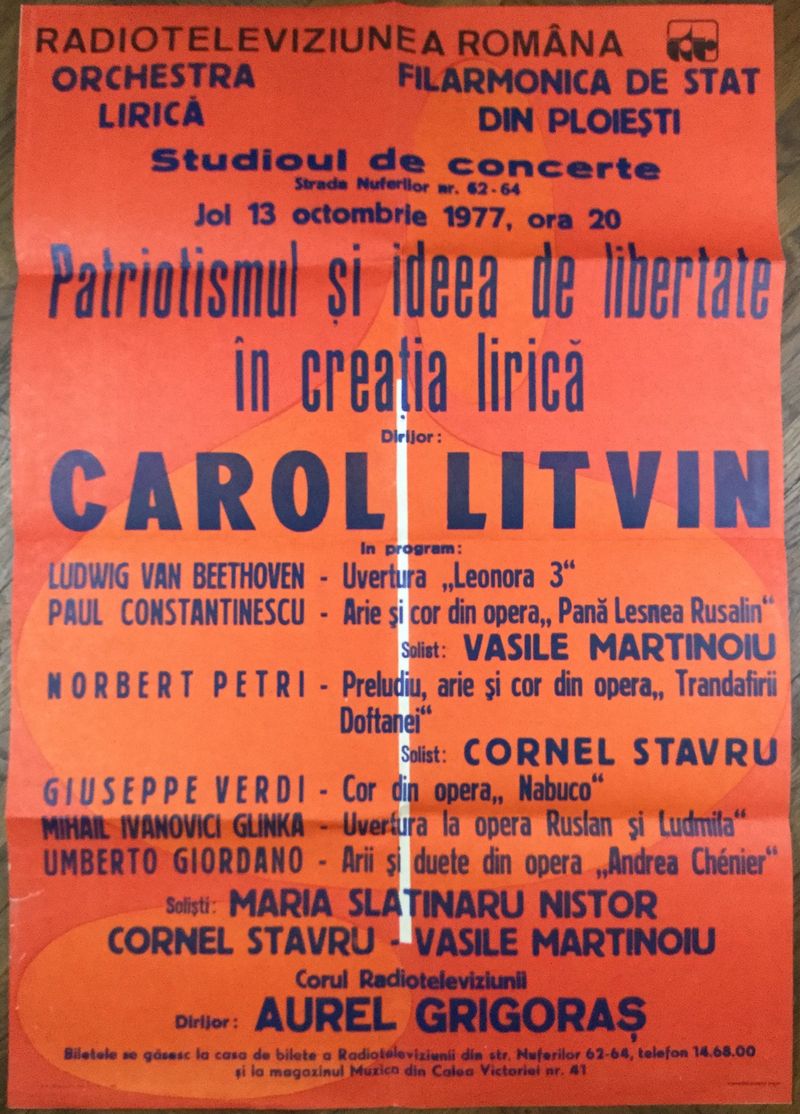 RADIOTELEVIZIUNEA ROMÂNA rtv
ORCHESTRA LIRICĂ
FILARMONICA DE STAT DIN PLOIEȘTI
Studioul de concerte
Strada Nuferilor nr. 62-64
Joi 13 octombrie 1977, ora 20
Patriotismul și ideea de libertate
în creația lirică
Dirijor:
CAROL LITVIN
In program:
LUDWIG VAN BEETHOVEN - Uvertura „Leonora 3“
PAUL CONSTANTINESCU - Arie și cor din opera„ Pană Lesnea Rusalin“
Solist: VASILE MARTINOIU
NORBERT PETRI - Preludiu, arie și cor din opera„ Trandafirii
Doftanei“
Solist: CORNEL STAVRU
GIUSEPPE VERDI - Cor din opera„ Nabuco“
MIHAIL IVANOVICI GLINKA - Uvertura la opera Ruslan și Ludmila“
UMBERTO GIORDANO - Arii și duete din opera „Andrea Chénier“
Soliști: MARIA SLATINARU NISTOR
CORNEL STAVRU - VASILE MARTINOIU
Corul Radioteleviziunii
Dirijor: AUREL GRIGORAȘ
Biletele se găsesc la casa de bilete a Radioteleviziunii din str. Nuferilor 62-64, telefon 14.68.00
și la magazinul Muzica din Calea Victoriei nr. 41